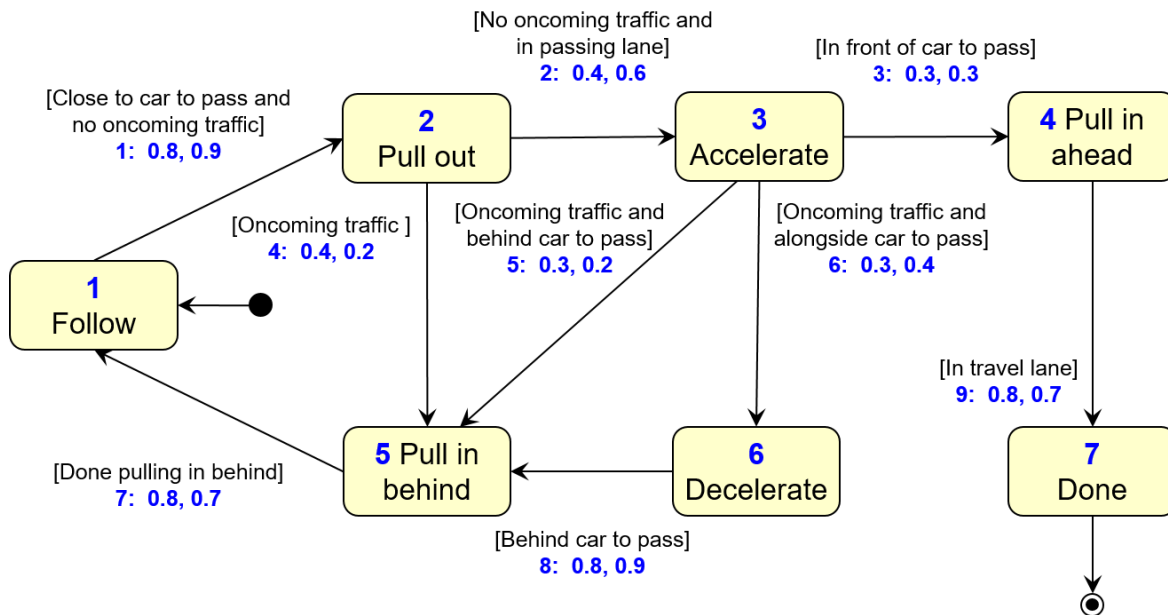 [No oncoming traffic and
in passing lane]
2: 0.4, 0.6
[In front of car to pass]
3: 0.3, 0.3
[Close to car to pass and
no oncoming traffic]
1: 0.8, 0.9
2
Pull out
3
Accelerate
4 Pull in
ahead
[Oncoming traffic ]
4: 0.4, 0.2
[Oncoming traffic and
behind car to pass]
5: 0.3, 0.2
[Oncoming traffic and
alongside car to pass]
6: 0.3, 0.4
1
Follow
[In travel lane]
9: 0.8, 0.7
[Done pulling in behind]
7: 0.8, 0.7
5 Pull in
behind
6
Decelerate
7
Done
[Behind car to pass]
8: 0.8, 0.9